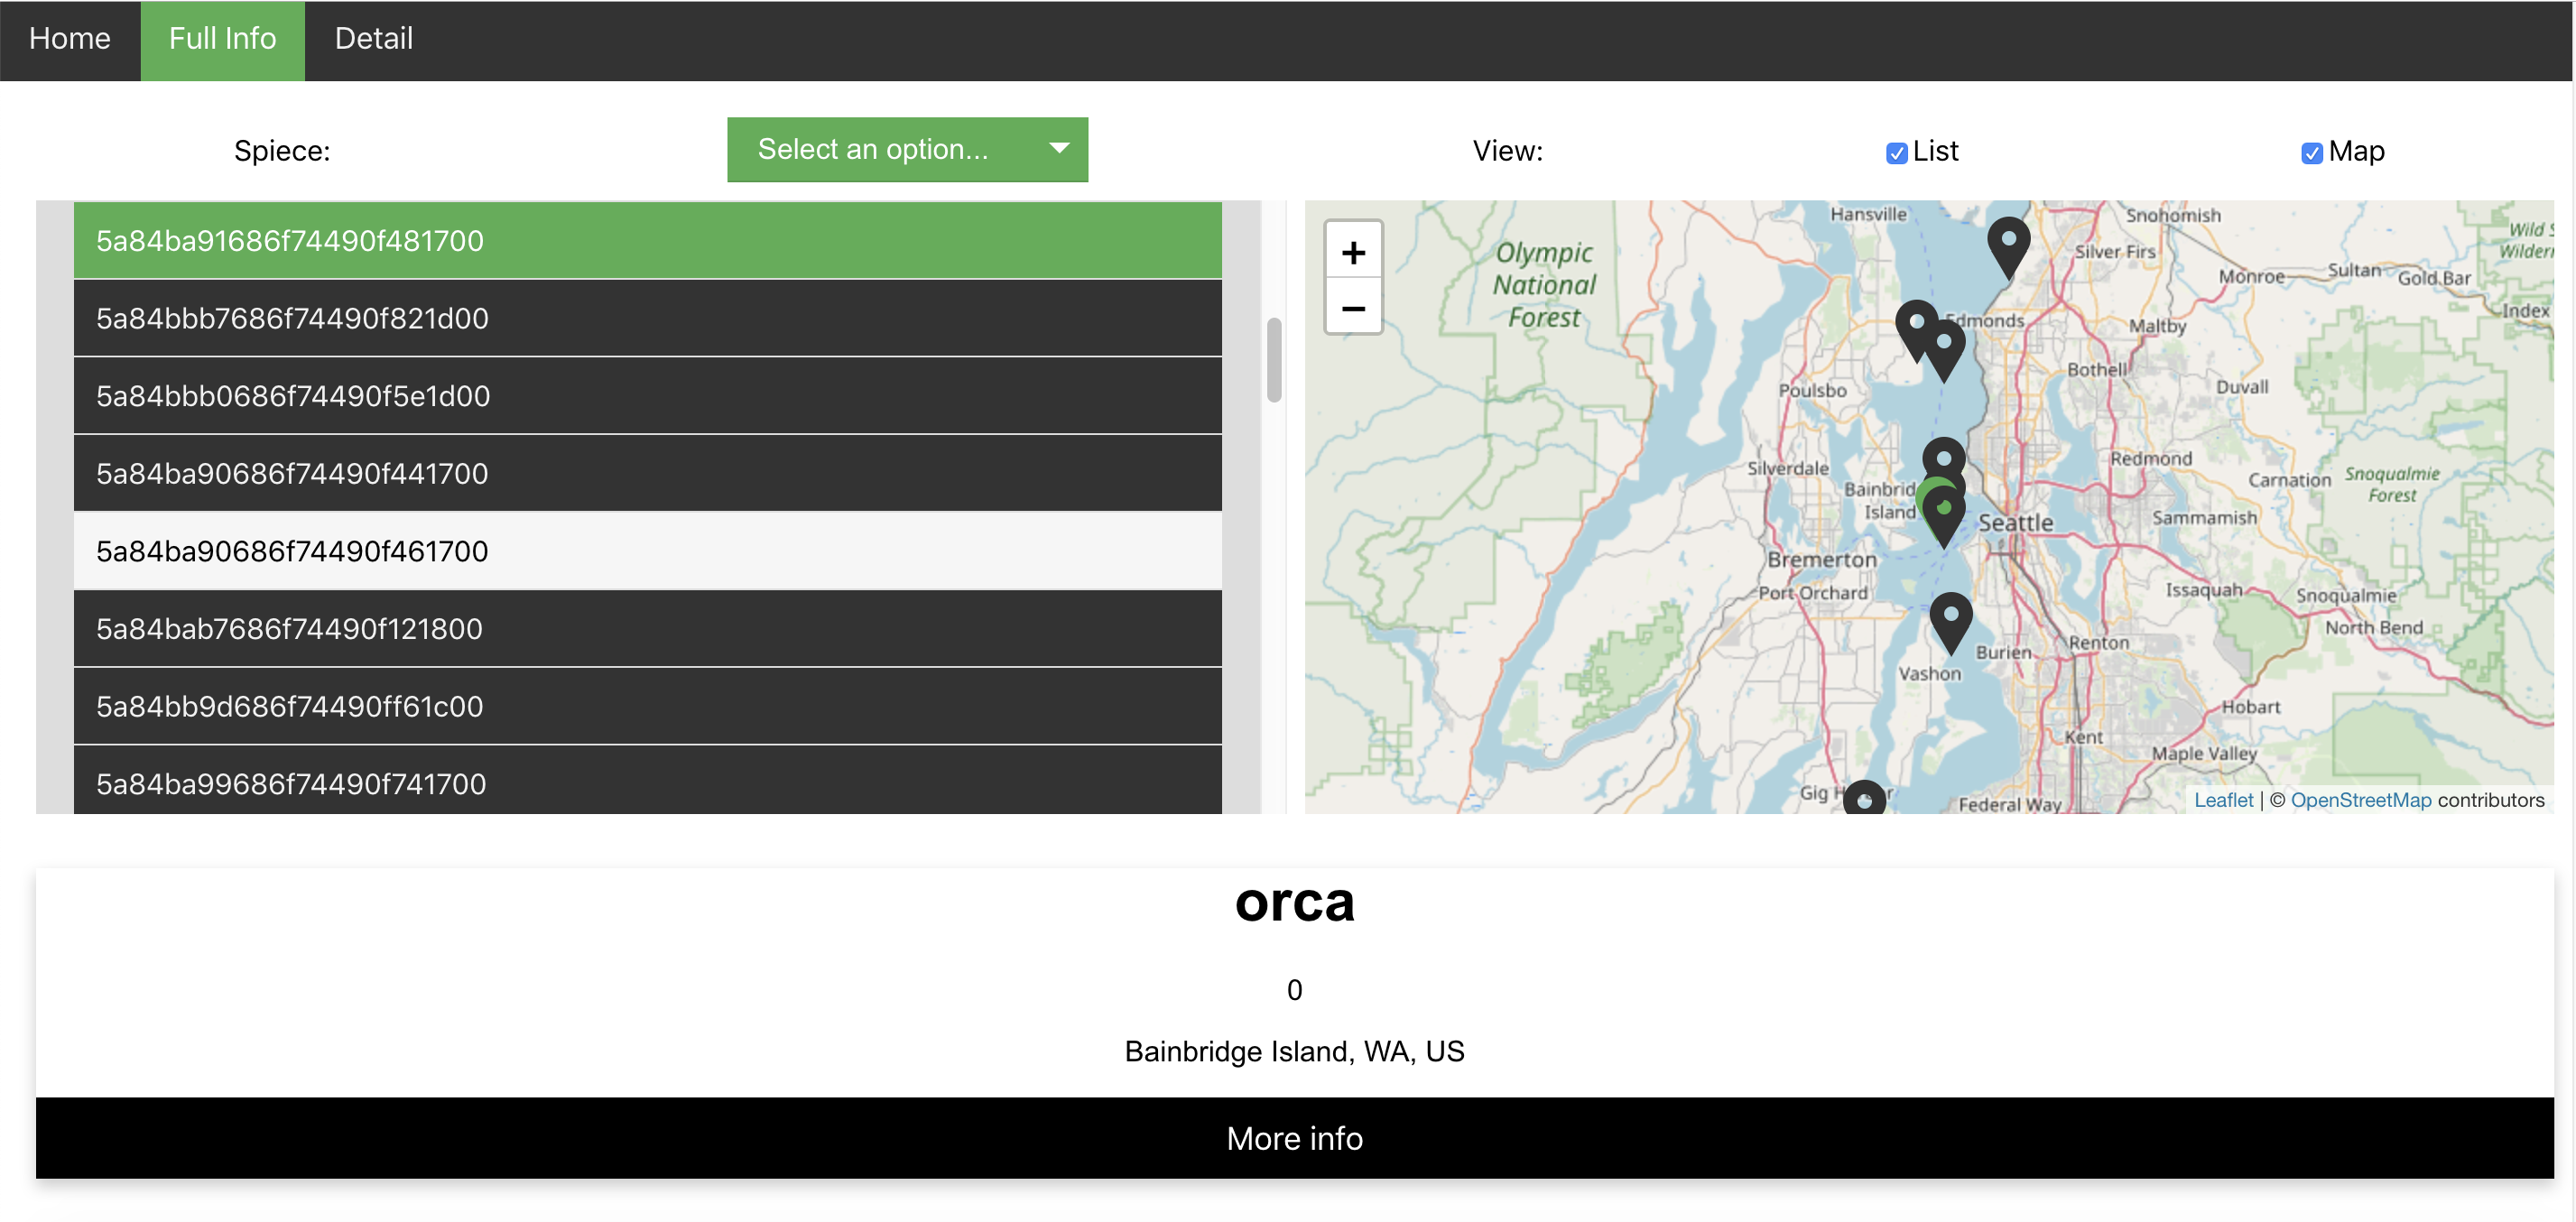 Home Full Info Detail
Spiece: Select an option... View: List Map
5a84ba91686f74490f481700
5a84bbb7686f74490f821d00
5a84bbb0686f74490f5e1d00
5a84ba90686f74490f441700
5a84ba90686f74490f461700
5a84bab7686f74490f121800
5a84bb9d686f74490ff61c00
5a84ba99686f74490f741700
+
−
Hansville
Snohomish
Olympic
National
Forest
Silver Firs
Monroe
Sultan
Gold Bar
Index
Edmonds
Maltby
Bothell
Poulsbo
Duvall
Silverdale
Redmond
Carnation
Snoqualmie
Forest
Island
Seattle
Sammamish
Bremerton
Port Orchard
Issaquah
Snoqualmie
North Bend
Burien
Renton
Vashon
Hobart
Kent
Maple Valley
Gig
Federal Way
Leaflet | © OpenStreetMap contributors
orca
0
Bainbridge Island, WA, US
More info